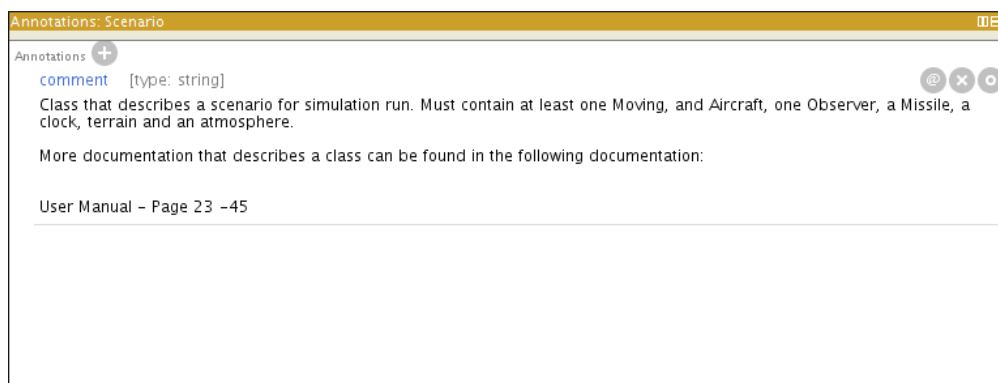 Annotations: Scenario
Annotations
comment [type: string]
Class that describes a scenario for simulation run. Must contain at least one Moving, and Aircraft, one Observer, a Missile, a
clock, terrain and an atmosphere.
More documentation that describes a class can be found in the following documentation:
User Manual – Page 23 –45